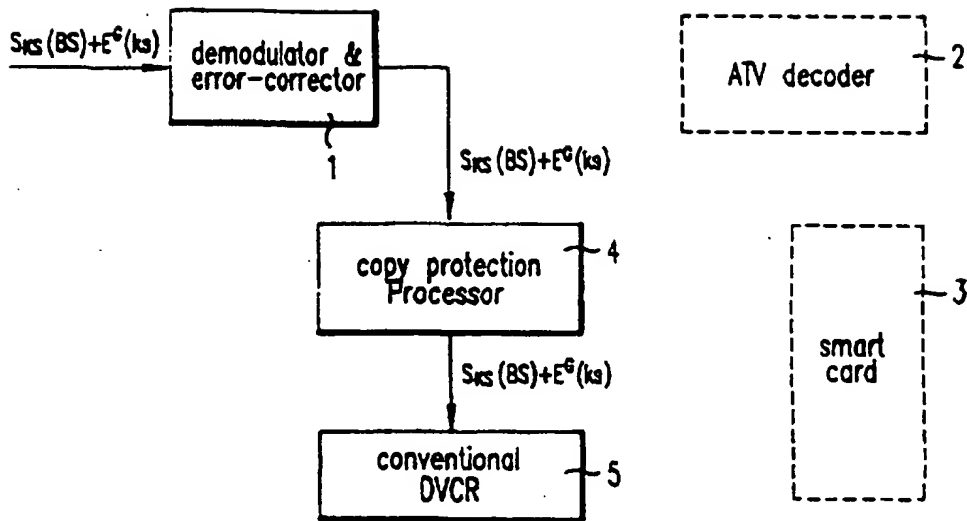 S_KS(BS)+E^G(ks)
demodulator &
error-corrector
1
ATV decoder
2
S_KS(BS)+E^G(ks)
copy protection
Processor
4
smart
card
3
S_KS(BS)+E^G(ks)
conventional
DVCR
5